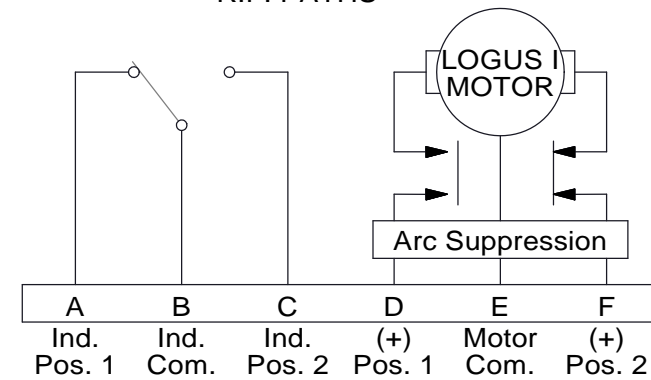 LOGUS I
MOTOR
Arc Suppression
A B C D E F
Ind. Ind. Ind. (+) Motor (+)
Pos. 1 Com. Pos. 2 Pos. 1 Com. Pos. 2